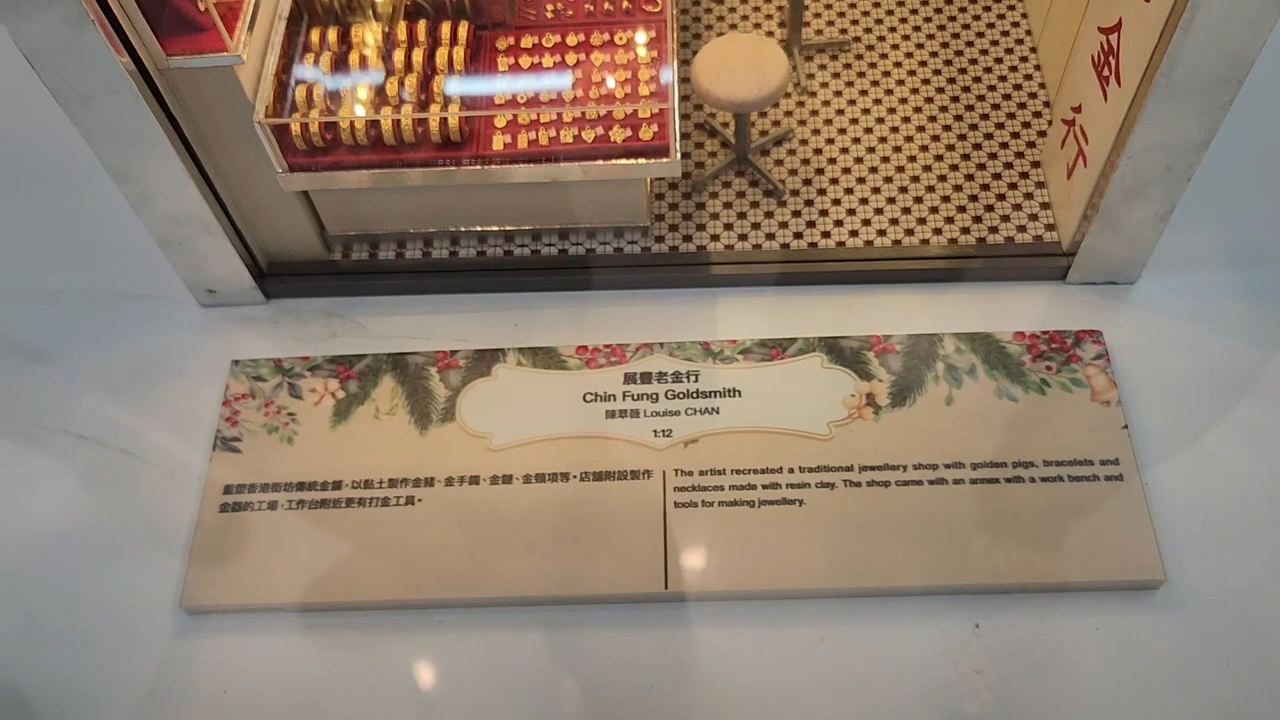 金
行
展豐老金行
Chin Fung Goldsmith
陳翠薇 Louise CHAN
1:12
重塑香港街坊傳統金舖，以黏土製作金豬、金手鐲、金鏈、金頸項等。店舖附設製作
金器的工場，工作台附近更有打金工具。
The artist recreated a traditional jewellery shop with golden pigs, bracelets and
necklaces made with resin clay. The shop came with an annex with a work bench and
tools for making jewellery.